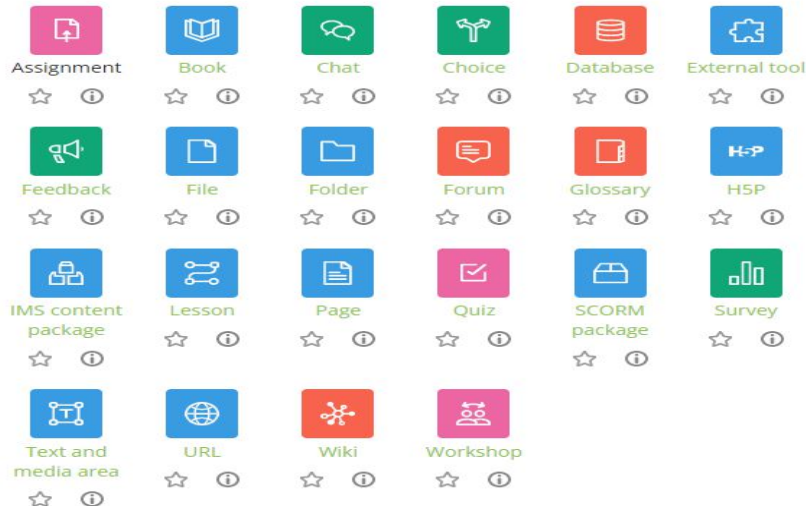 Assignment
Book
Chat
Choice
Database
External tool
Feedback
File
Folder
Forum
Glossary
H5P
H5P
IMS content
package
Lesson
Page
Quiz
SCORM
package
Survey
T
Text and
media area
URL
Wiki
Workshop